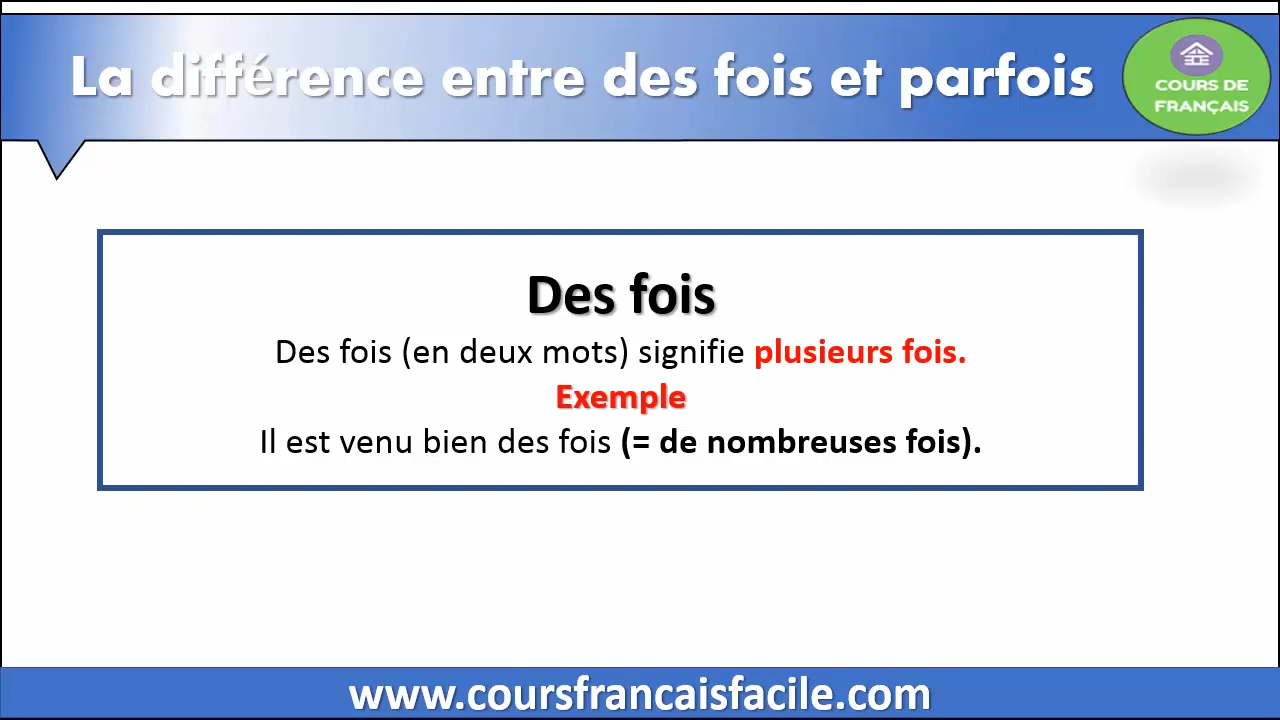 La différence entre des fois et parfois
COURS DE
FRANÇAIS
Des fois
Des fois (en deux mots) signifie plusieurs fois.
Exemple
Il est venu bien des fois (= de nombreuses fois).
www.coursfrancaisfacile.com